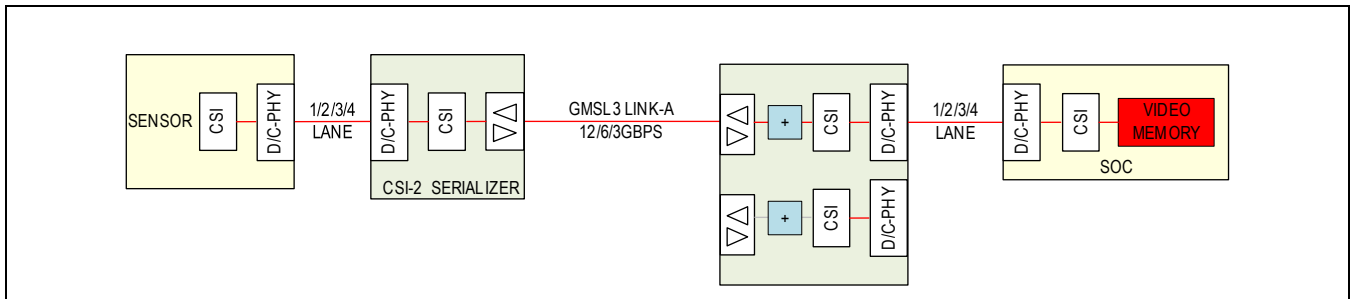 SENSOR
CSI
D/C-PHY
1/2/3/4
LANE
D/C-PHY
CSI
CSI-2 SERIALIZER
GMSL3 LINK-A
12/6/3GBPS
+
CSI
D/C-PHY
+
CSI
D/C-PHY
1/2/3/4
LANE
D/C-PHY
CSI
VIDEO
MEMORY
SOC